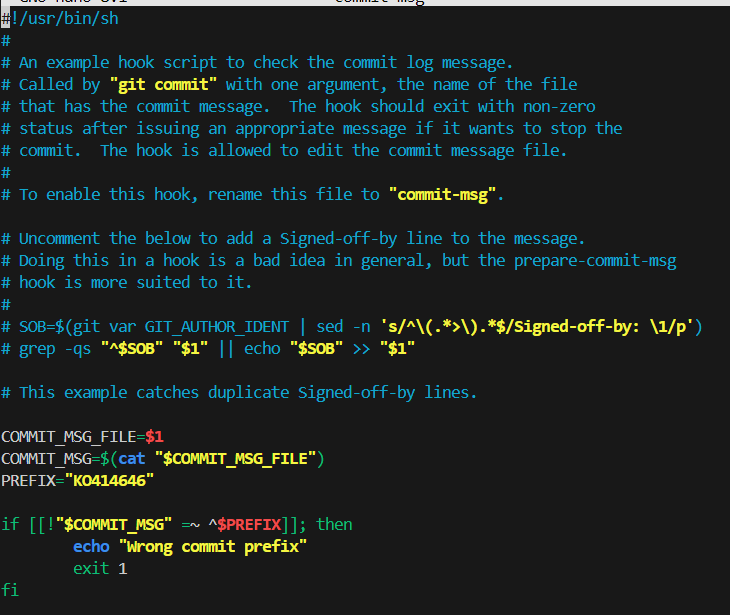 commit-msg
#!/usr/bin/sh
#
# An example hook script to check the commit log message.
# Called by "git commit" with one argument, the name of the file
# that has the commit message.  The hook should exit with non-zero
# status after issuing an appropriate message if it wants to stop the
# commit.  The hook is allowed to edit the commit message file.
#
# To enable this hook, rename this file to "commit-msg".

# Uncomment the below to add a Signed-off-by line to the message.
# Doing this in a hook is a bad idea in general, but the prepare-commit-msg
# hook is more suited to it.
#
# SOB=$(git var GIT_AUTHOR_IDENT | sed -n 's/^\(.*>\).*$/Signed-off-by: \1/p')
# grep -qs "^$SOB" "$1" || echo "$SOB" >> "$1"

# This example catches duplicate Signed-off-by lines.

COMMIT_MSG_FILE=$1
COMMIT_MSG=$(cat "$COMMIT_MSG_FILE")
PREFIX="KO414646"

if [[!"$COMMIT_MSG" =~ ^$PREFIX]]; then
        echo "Wrong commit prefix"
        exit 1
fi